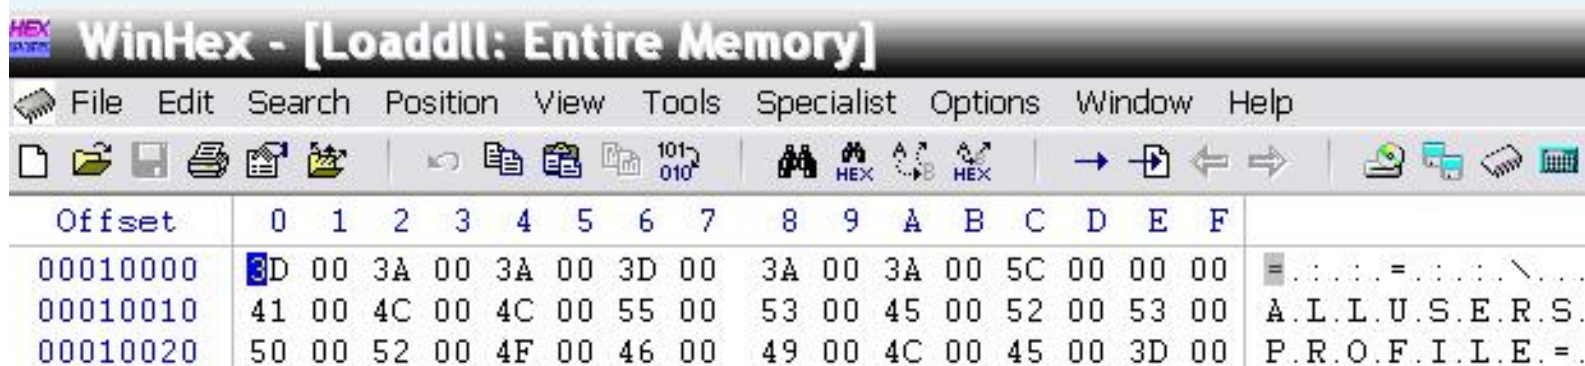 WinHex - [Loaddll: Entire Memory]
File Edit Search Position View Tools Specialist Options Window Help
Offset 0 1 2 3 4 5 6 7 8 9 A B C D E F
00010000 3D 00 3A 00 3A 00 3D 00 3A 00 3A 00 5C 00 00 00 =.:.:.=.:.:.\...
00010010 41 00 4C 00 4C 00 55 00 53 00 45 00 52 00 53 00 A.L.L.U.S.E.R.S.
00010020 50 00 52 00 4F 00 46 00 49 00 4C 00 45 00 3D 00 P.R.O.F.I.L.E.=.